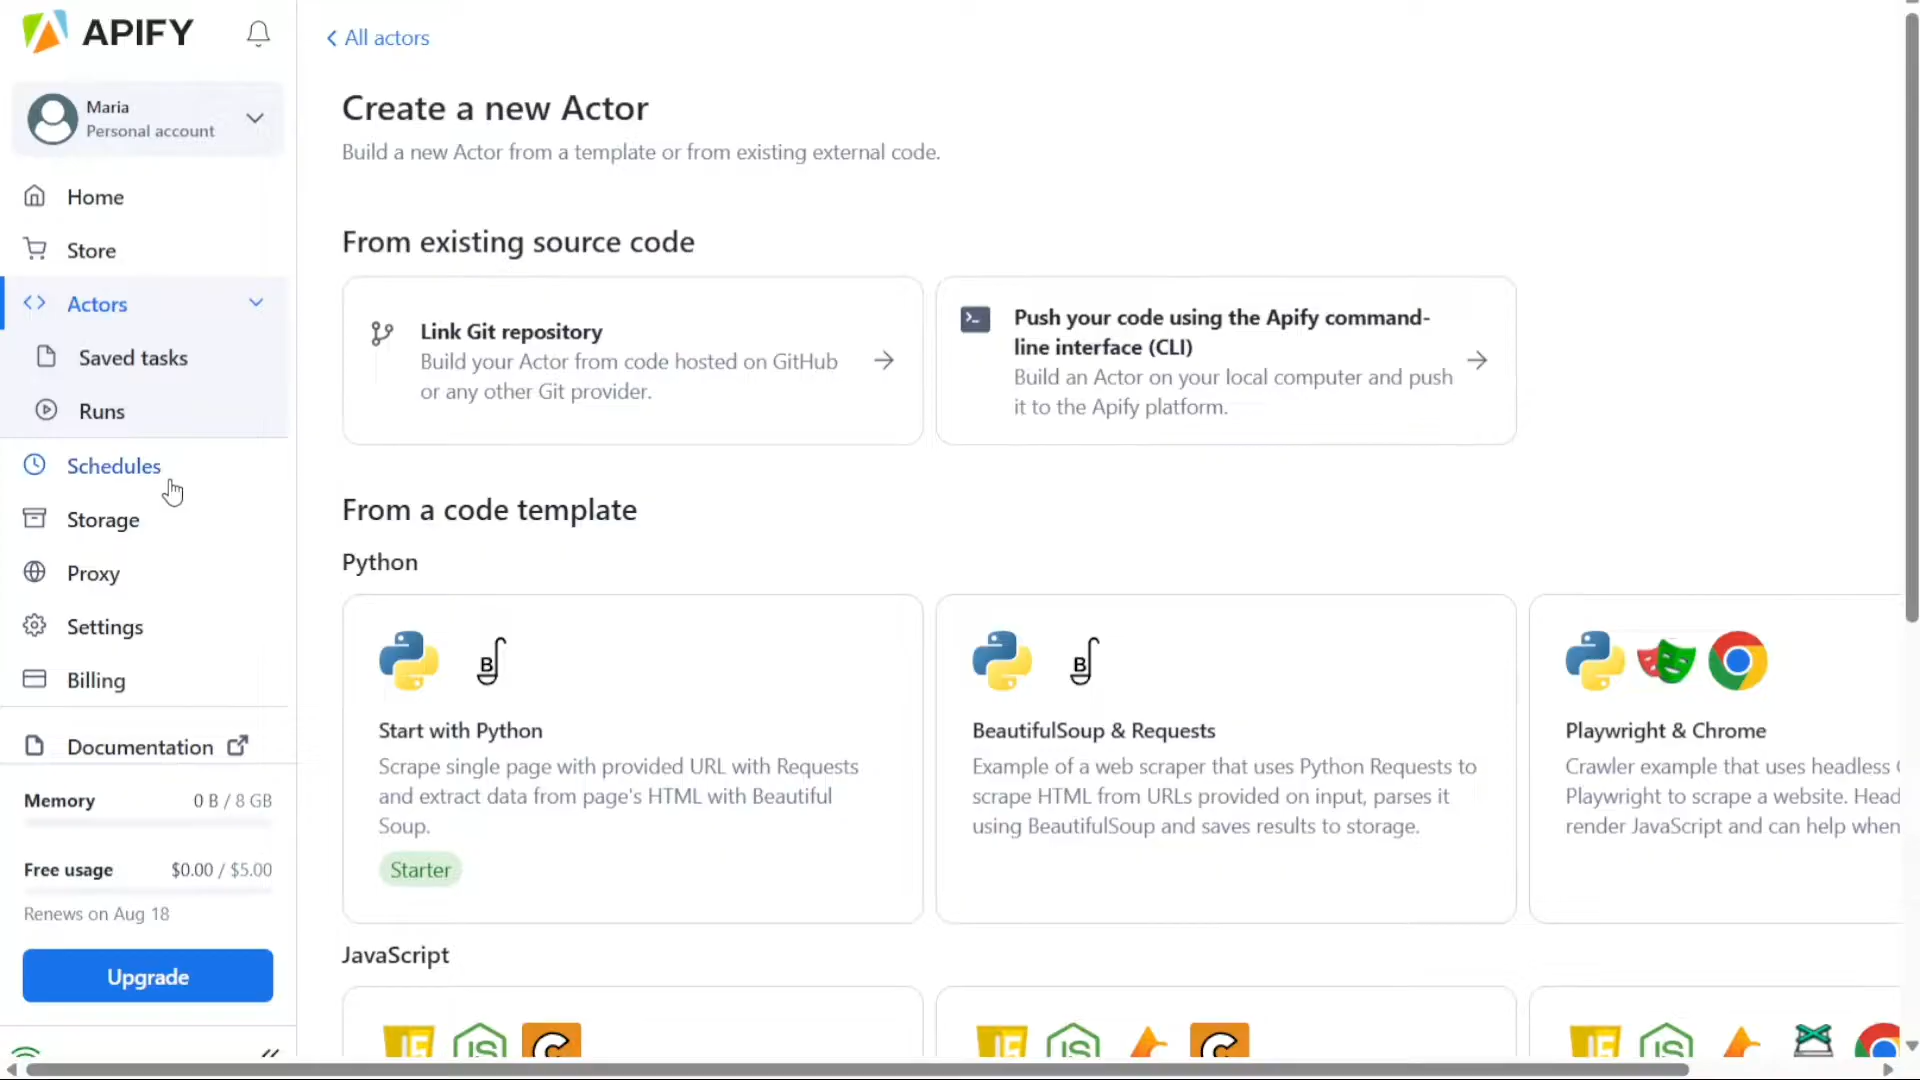 APIFY
Maria
Personal account
Home
Store
Actors
Saved tasks
Runs
Schedules
Storage
Proxy
Settings
Billing
Documentation
Memory 0 B / 8 GB
Free usage $0.00 / $5.00
Renews on Aug 18
Upgrade
All actors
Create a new Actor
Build a new Actor from a template or from existing external code.
From existing source code
Link Git repository
Build your Actor from code hosted on GitHub
or any other Git provider.
Push your code using the Apify command-
line interface (CLI)
Build an Actor on your local computer and push
it to the Apify platform.
From a code template
Python
B
Start with Python
Scrape single page with provided URL with Requests
and extract data from page's HTML with Beautiful
Soup.
Starter
B
BeautifulSoup & Requests
Example of a web scraper that uses Python Requests to
scrape HTML from URLs provided on input, parses it
using BeautifulSoup and saves results to storage.
Playwright & Chrome
Crawler example that uses headless
Playwright to scrape a website. Head
render JavaScript and can help when
JavaScript
JS JS C
JS JS C
JS JS